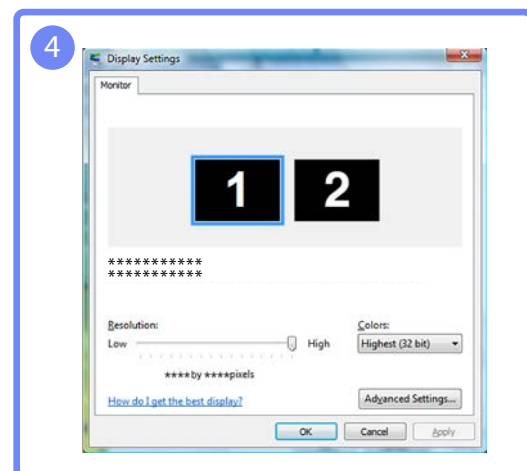 4
Display Settings
Monitor
1 2
***********
***********
Resolution: Colors:
Low High Highest (32 bit)
****by ****pixels
How do I get the best display? Advanced Settings...
OK Cancel Apply